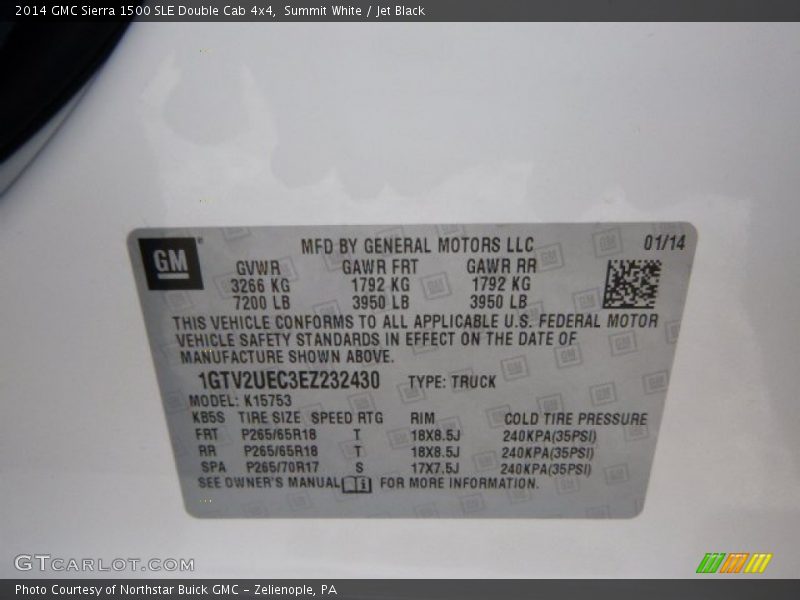 2014 GMC Sierra 1500 SLE Double Cab 4x4,  Summit White / Jet Black
GM
MFD BY GENERAL MOTORS LLC 01/14
GVWR GAWR FRT GAWR RR
3266 KG 1792 KG 1792 KG
7200 LB 3950 LB 3950 LB
THIS VEHICLE CONFORMS TO ALL APPLICABLE U.S. FEDERAL MOTOR
VEHICLE SAFETY STANDARDS IN EFFECT ON THE DATE OF
MANUFACTURE SHOWN ABOVE.
1GTV2UEC3EZ232430 TYPE: TRUCK
MODEL: K15753
KB5S TIRE SIZE SPEED RTG RIM COLD TIRE PRESSURE
FRT P265/65R18 T 18X8.5J 240KPA(35PSI)
RR P265/65R18 T 18X8.5J 240KPA(35PSI)
SPA P265/70R17 S 17X7.5J 240KPA(35PSI)
SEE OWNER'S MANUAL FOR MORE INFORMATION.
GTCARLOT.COM
Photo Courtesy of Northstar Buick GMC - Zelienople, PA